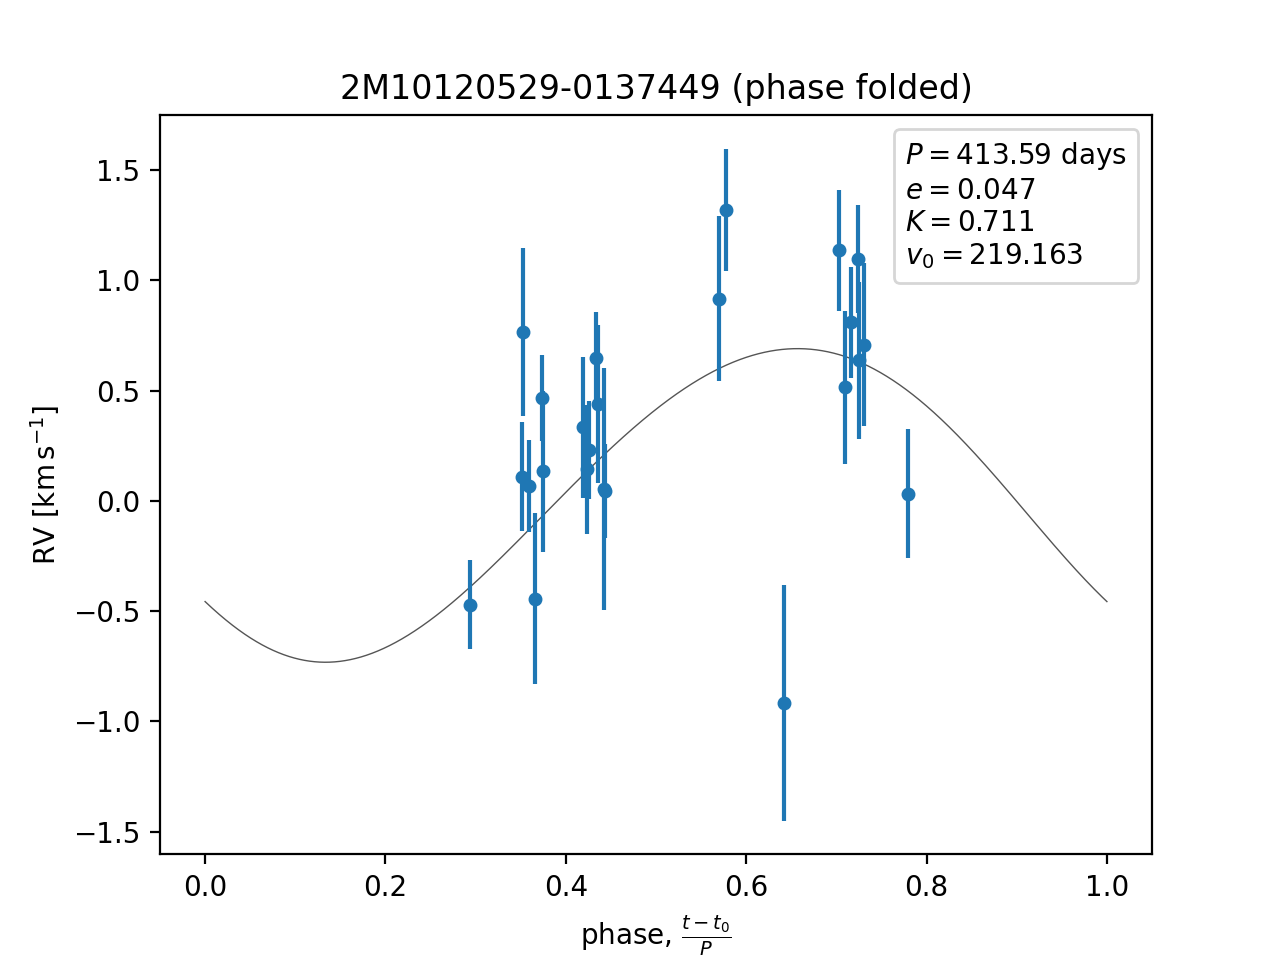 2M10120529-0137449 (phase folded)
P = 413.59 days
e = 0.047
K = 0.711
v₀ = 219.163
1.5
1.0
0.5
0.0
−0.5
−1.0
−1.5
RV [km s⁻¹]
0.0 0.2 0.4 0.6 0.8 1.0
phase, (t − t₀)/P